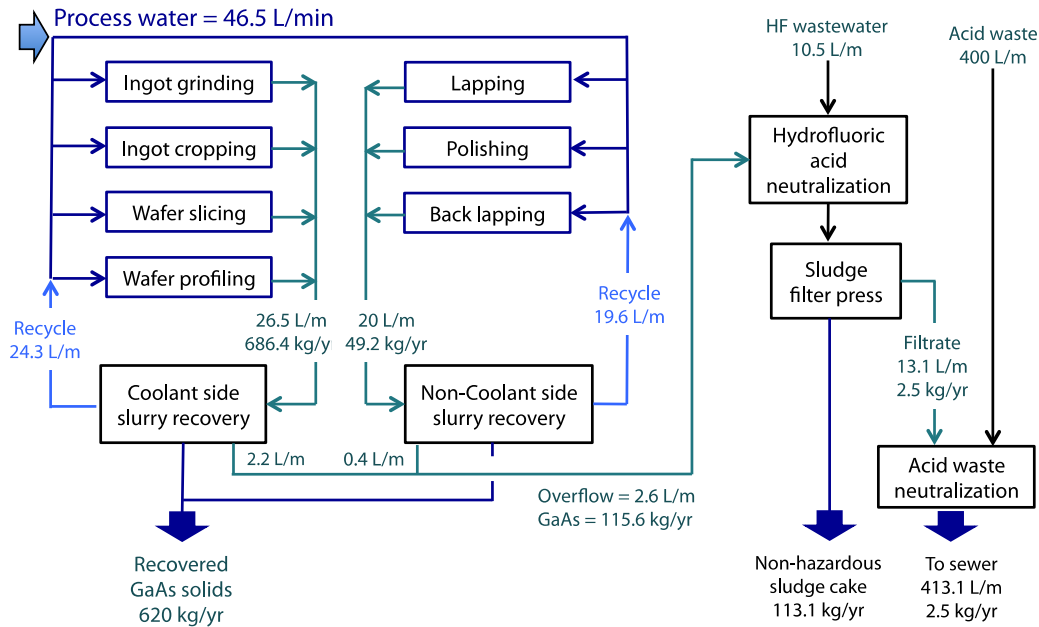 Process water = 46.5 L/min
HF wastewater
10.5 L/m
Acid waste
400 L/m
Ingot grinding
Lapping
Ingot cropping
Polishing
Hydrofluoric
acid
neutralization
Wafer slicing
Back lapping
Wafer profiling
Sludge
filter press
Recycle
24.3 L/m
26.5 L/m
686.4 kg/yr
20 L/m
49.2 kg/yr
Recycle
19.6 L/m
Filtrate
13.1 L/m
2.5 kg/yr
Coolant side
slurry recovery
Non-Coolant side
slurry recovery
2.2 L/m
0.4 L/m
Acid waste
neutralization
Overflow = 2.6 L/m
GaAs = 115.6 kg/yr
Recovered
GaAs solids
620 kg/yr
Non-hazardous
sludge cake
113.1 kg/yr
To sewer
413.1 L/m
2.5 kg/yr